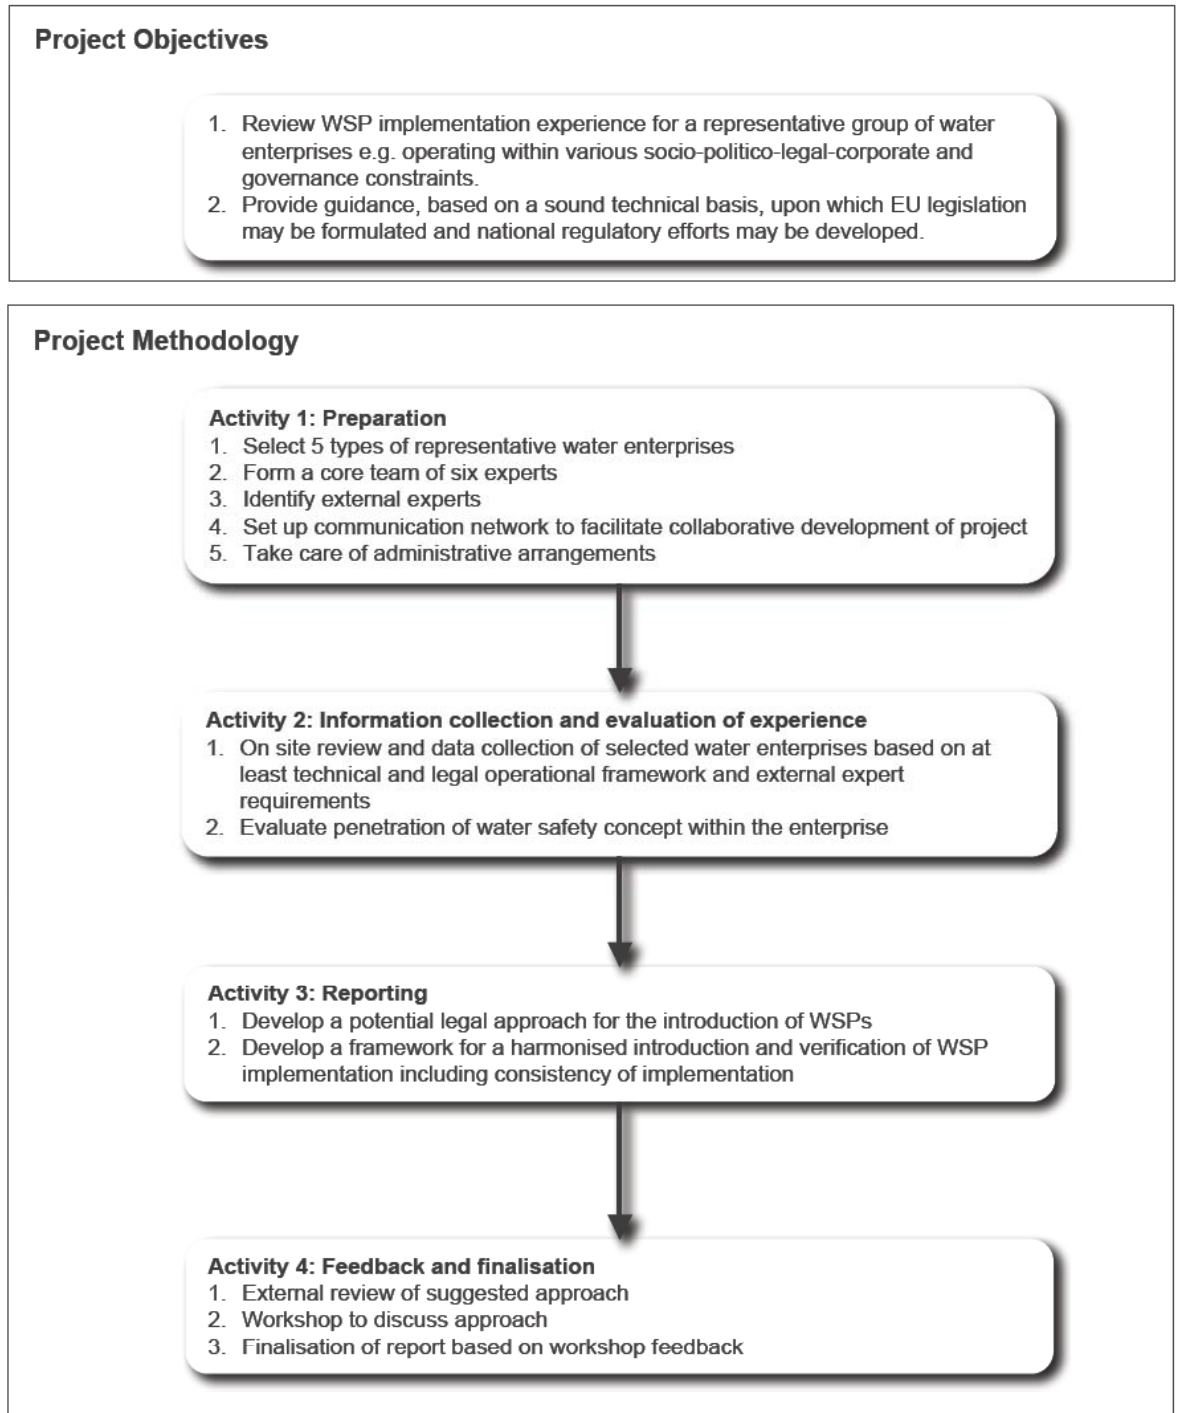 Project Objectives
1. Review WSP implementation experience for a representative group of water
enterprises e.g. operating within various socio-politico-legal-corporate and
governance constraints.
2. Provide guidance, based on a sound technical basis, upon which EU legislation
may be formulated and national regulatory efforts may be developed.
Project Methodology
Activity 1: Preparation
1. Select 5 types of representative water enterprises
2. Form a core team of six experts
3. Identify external experts
4. Set up communication network to facilitate collaborative development of project
5. Take care of administrative arrangements
Activity 2: Information collection and evaluation of experience
1. On site review and data collection of selected water enterprises based on at
least technical and legal operational framework and external expert
requirements
2. Evaluate penetration of water safety concept within the enterprise
Activity 3: Reporting
1. Develop a potential legal approach for the introduction of WSPs
2. Develop a framework for a harmonised introduction and verification of WSP
implementation including consistency of implementation
Activity 4: Feedback and finalisation
1. External review of suggested approach
2. Workshop to discuss approach
3. Finalisation of report based on workshop feedback